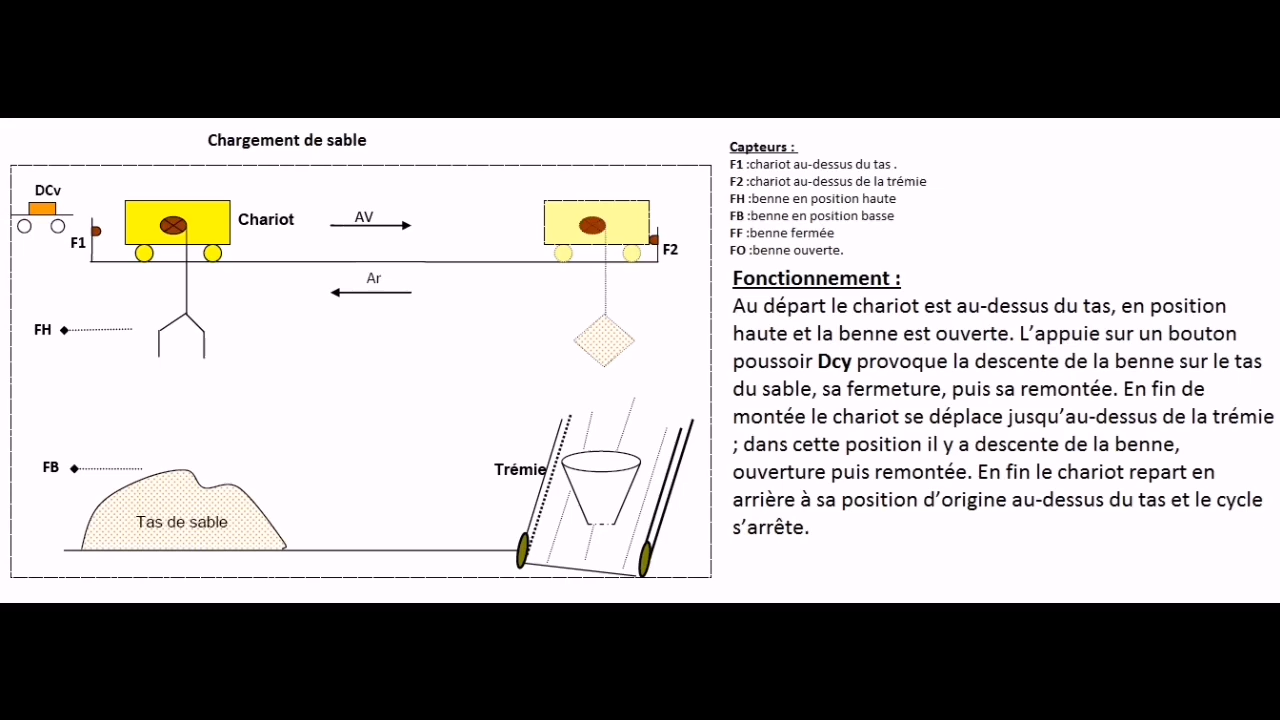 Chargement de sable
DCv
Chariot
AV
F1
F2
Ar
FH
FB
Trémie
Tas de sable
Capteurs :
F1 :chariot au-dessus du tas .
F2 :chariot au-dessus de la trémie
FH :benne en position haute
FB :benne en position basse
FF :benne fermée
FO :benne ouverte.
Fonctionnement :
Au départ le chariot est au-dessus du tas, en position
haute et la benne est ouverte. L’appuie sur un bouton
poussoir Dcy provoque la descente de la benne sur le tas
du sable, sa fermeture, puis sa remontée. En fin de
montée le chariot se déplace jusqu’au-dessus de la trémie
; dans cette position il y a descente de la benne,
ouverture puis remontée. En fin le chariot repart en
arrière à sa position d’origine au-dessus du tas et le cycle
s’arrête.